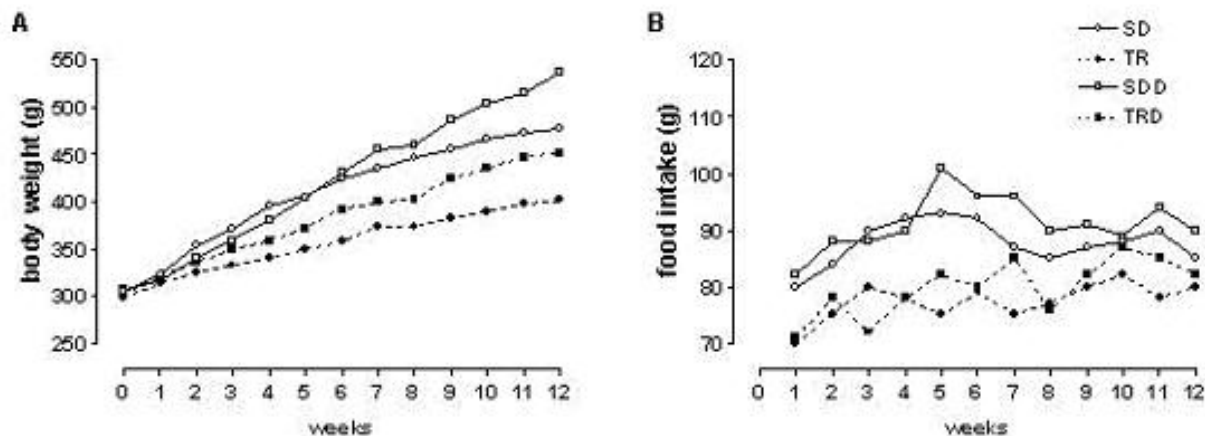 A
body weight (g)
550
500
450
400
350
300
250
0 1 2 3 4 5 6 7 8 9 10 11 12
weeks
B
food intake (g)
120
110
100
90
80
70
0 1 2 3 4 5 6 7 8 9 10 11 12
weeks
SD
TR
SDD
TRD